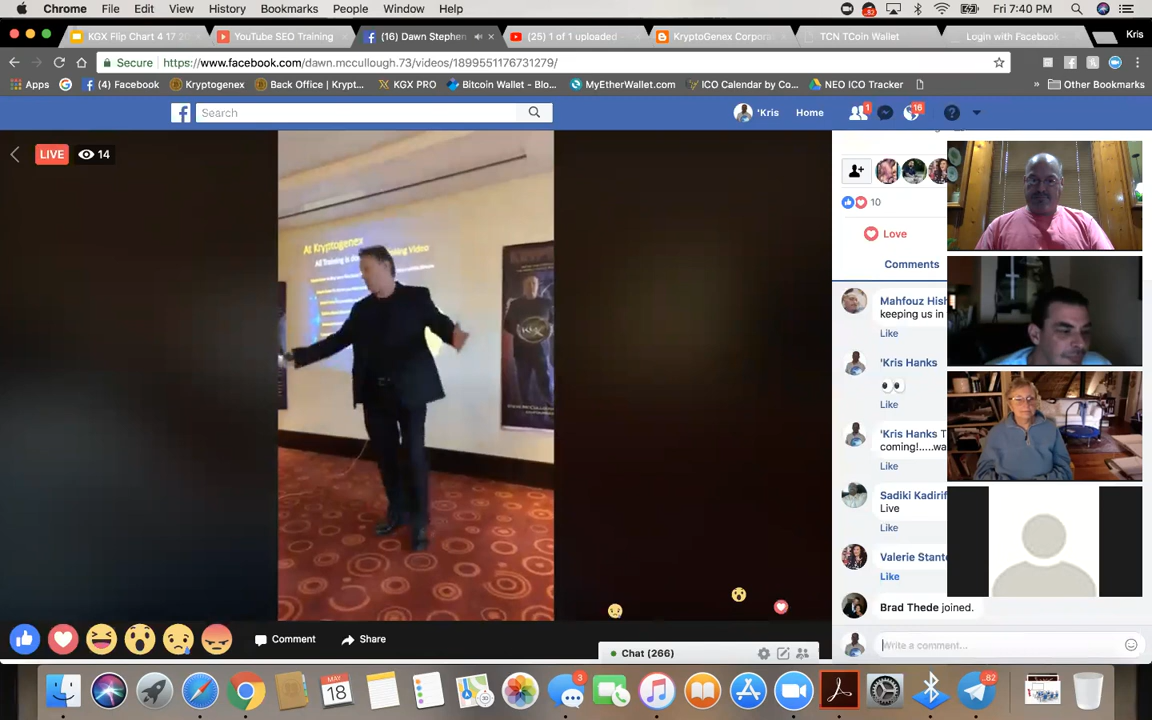 Chrome File Edit View History Bookmarks People Window Help
Fri 7:40 PM
KGX Flip Chart 4 17 20
YouTube SEO Training
(16) Dawn Stephen
(25) 1 of 1 uploaded
KryptoGenex Corpora
TCN TCoin Wallet
Login with Facebook
Kris
Secure https://www.facebook.com/dawn.mccullough.73/videos/1899551176731279/
Apps
(4) Facebook
Kryptogenex
Back Office | Krypt...
KGX PRO
Bitcoin Wallet - Blo...
MyEtherWallet.com
ICO Calendar by Co...
NEO ICO Tracker
» Other Bookmarks
Search
'Kris
Home
1
16
LIVE 14
At Kryptogenex
KGX
10
Love
Comments
Mahfouz Hish
keeping us in
Like
'Kris Hanks
Like
'Kris Hanks T
coming!.....wa
Like
Sadiki Kadirif
Live
Like
Valerie Stant
Like
Brad Thede joined.
Write a comment...
Comment
Share
Chat (266)
MAY
18
3